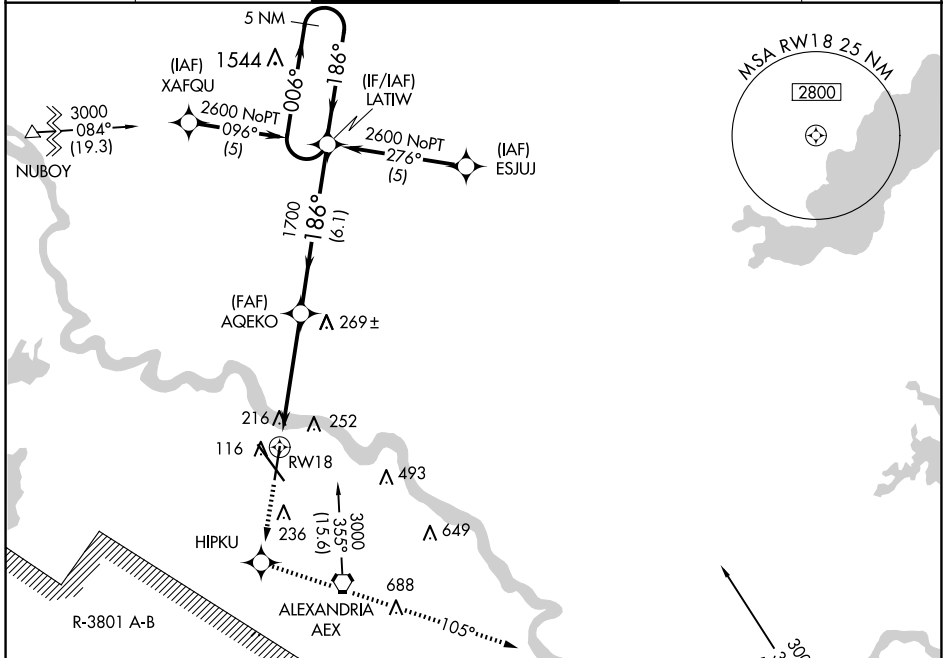 5 NM
1544
006°
186°
(IAF)
XAFQU
2600 NoPT
096°
(5)
(IF/IAF)
LATIW
2600 NoPT
276°
(5)
(IAF)
ESJUJ
3000
084°
(19.3)
NUBOY
MSA RW18 25 NM
2800
1700
186°
(6.1)
(FAF)
AQEKO
269±
216
252
116
RW18
493
236
3000
355°
(15.6)
649
HIPKU
688
ALEXANDRIA
AEX
105°
R-3801 A-B